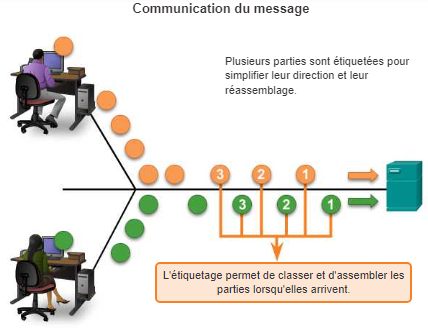 Communication du message
Plusieurs parties sont étiquetées pour
simplifier leur direction et leur
réassemblage.
3 2 1
3 2 1
L'étiquetage permet de classer et d'assembler les
parties lorsqu'elles arrivent.